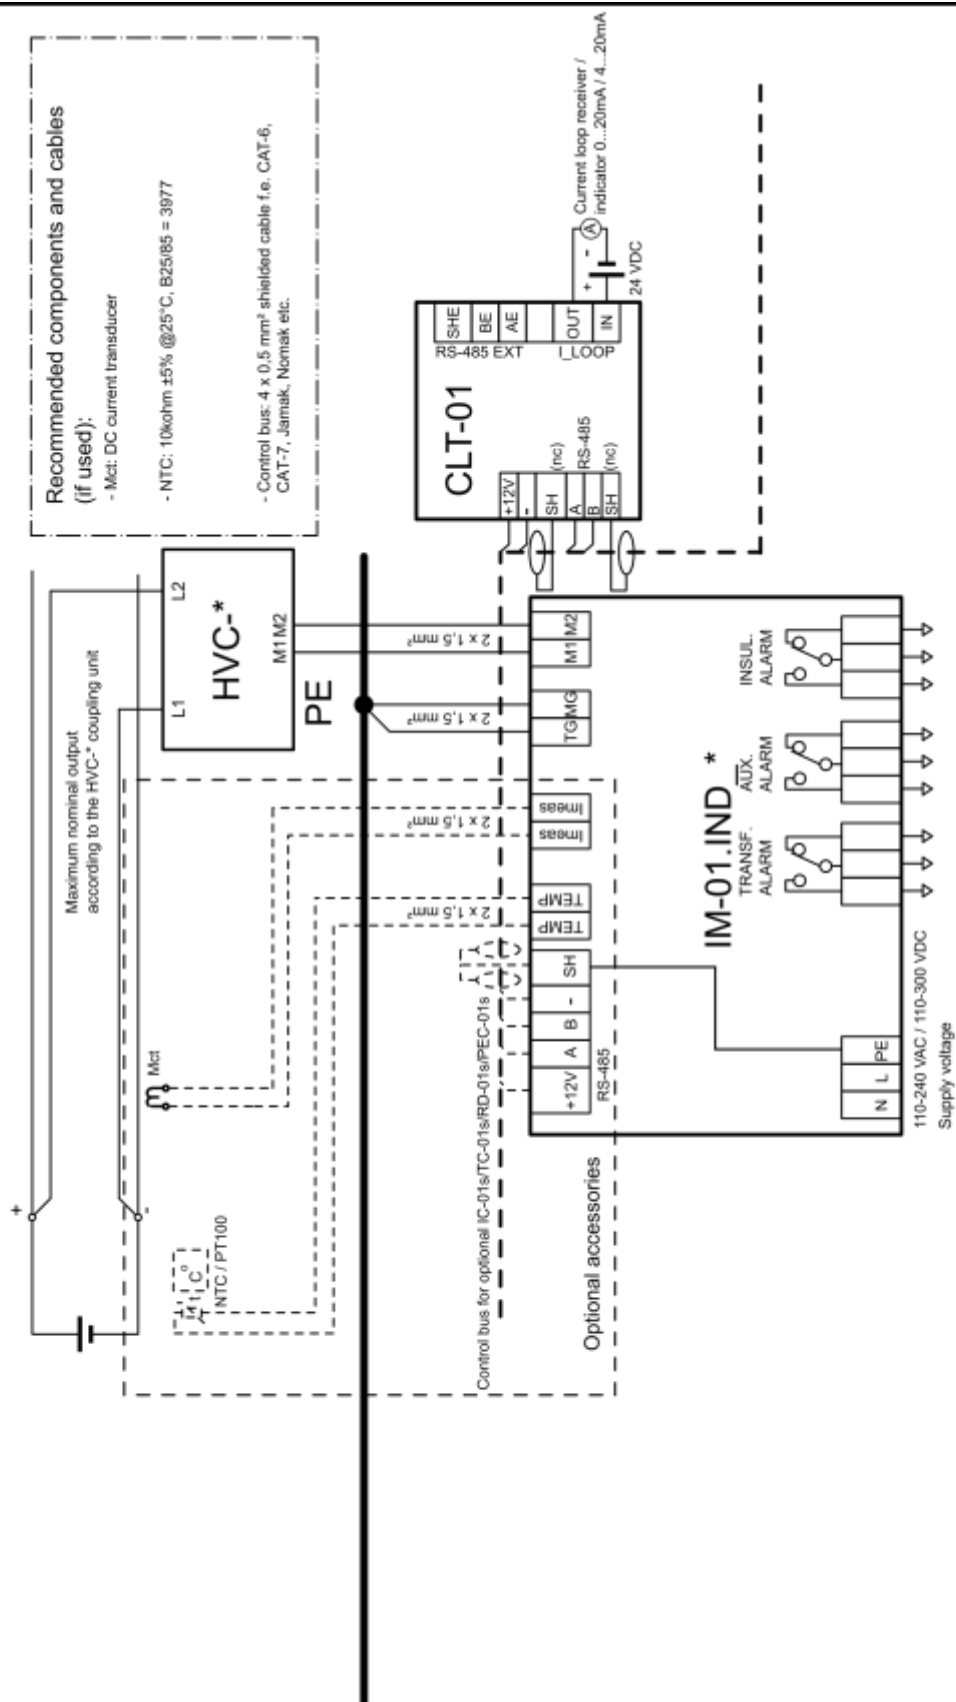 Recommended components and cables
(if used):
- Mct: DC current transducer
- NTC: 10kohm ±5% @25°C, B25/85 = 3977
- Control bus: 4 x 0,5 mm² shielded cable f.e. CAT-6,
CAT-7, Jamak, Nomak etc.
Maximum nominal output
according to the HVC-* coupling unit
+
-
L1
L2
HVC-*
M1 M2
PE
Mct
t C°
NTC / PT100
2 x 1,5 mm²
2 x 1,5 mm²
2 x 1,5 mm²
2 x 1,5 mm²
Control bus for optional IC-01s/TC-01s/RD-01s/PEC-01s
Optional accessories
+12V
A
B
-
SH
RS-485
TEMP
TEMP
Imeas
Imeas
TG
MG
M1
M2
IM-01.IND *
TRANSF.
ALARM
AUX.
ALARM
INSUL.
ALARM
N
L
PE
110-240 VAC / 110-300 VDC
Supply voltage
CLT-01
+12V
-
SH
(nc)
A
B
RS-485
SH
(nc)
SHE
BE
AE
RS-485 EXT
OUT
IN
I_LOOP
+
-
A
24 VDC
Current loop receiver /
indicator 0...20mA / 4...20mA